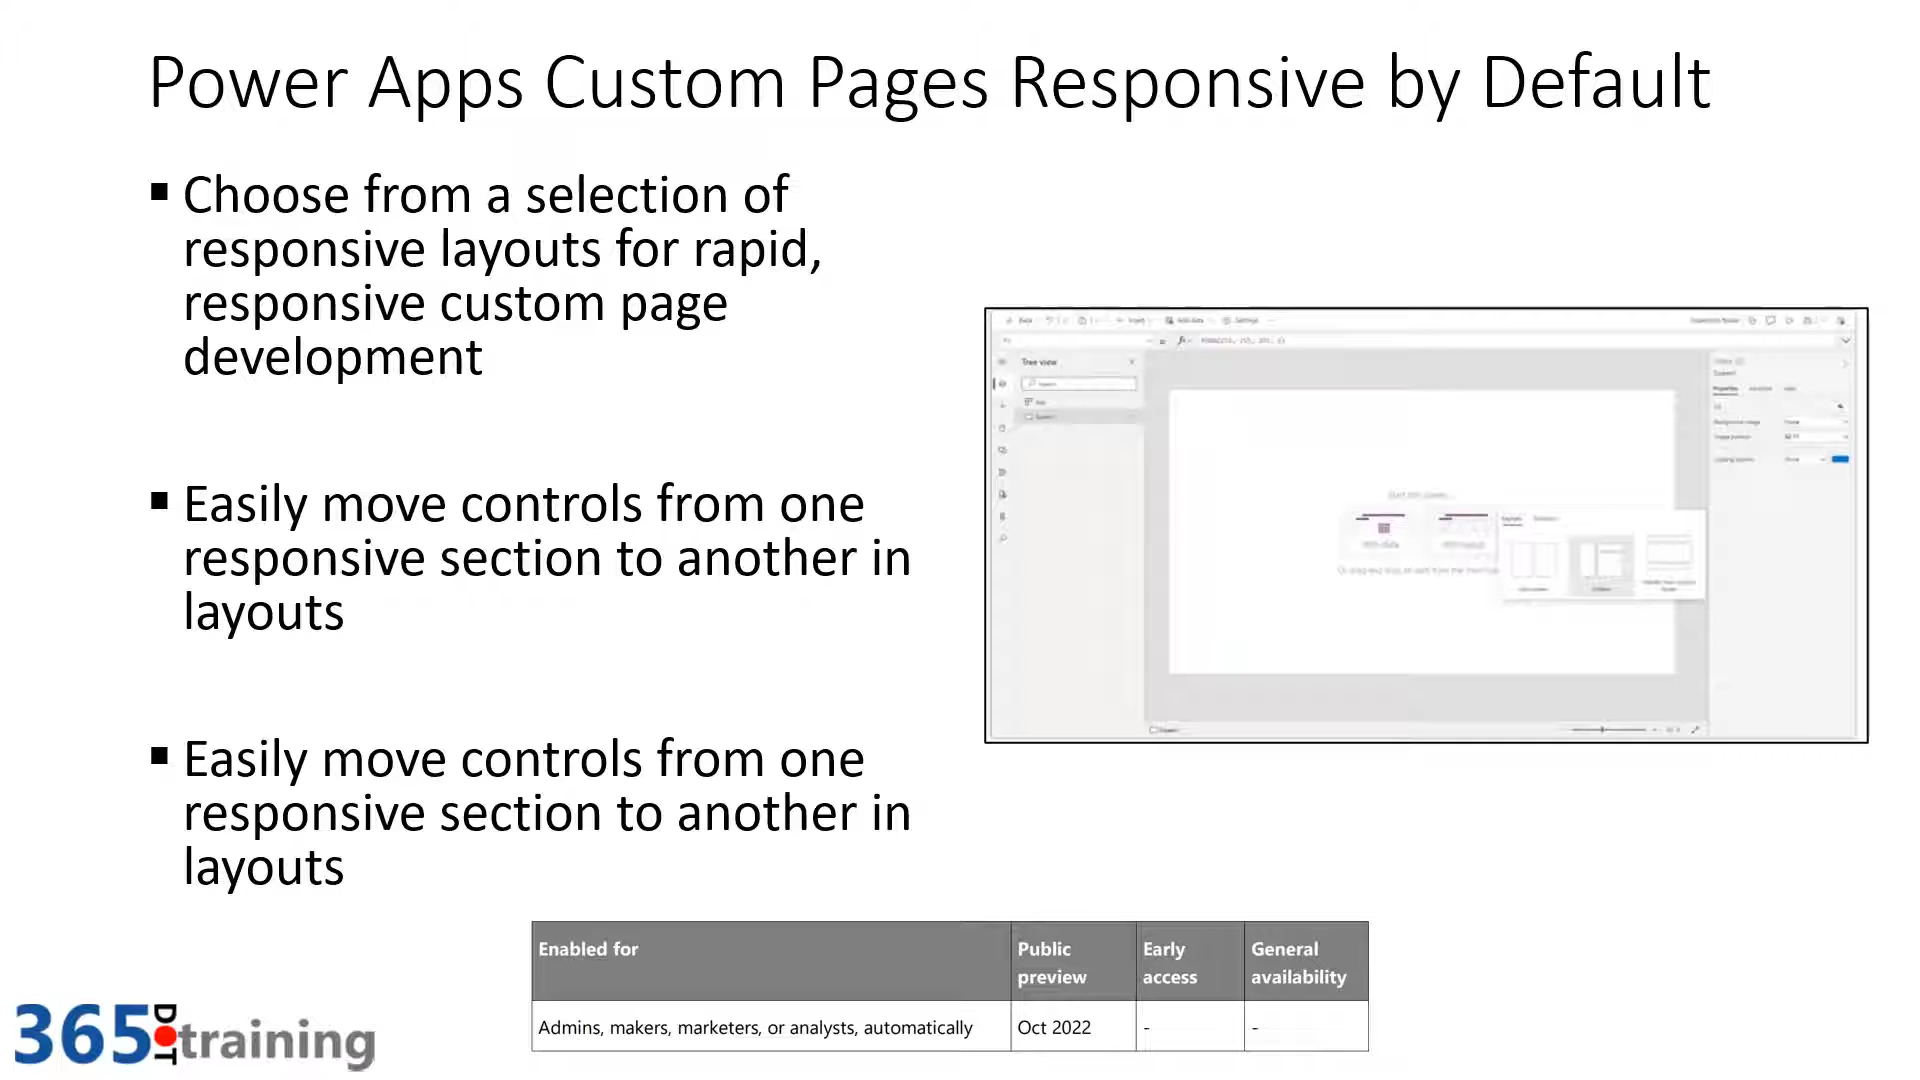 Power Apps Custom Pages Responsive by Default
▪ Choose from a selection of
responsive layouts for rapid,
responsive custom page
development
▪ Easily move controls from one
responsive section to another in
layouts
▪ Easily move controls from one
responsive section to another in
layouts
Tree view
Properties
Enabled for
Public
preview
Early
access
General
availability
Admins, makers, marketers, or analysts, automatically
Oct 2022
-
-
365DOTtraining